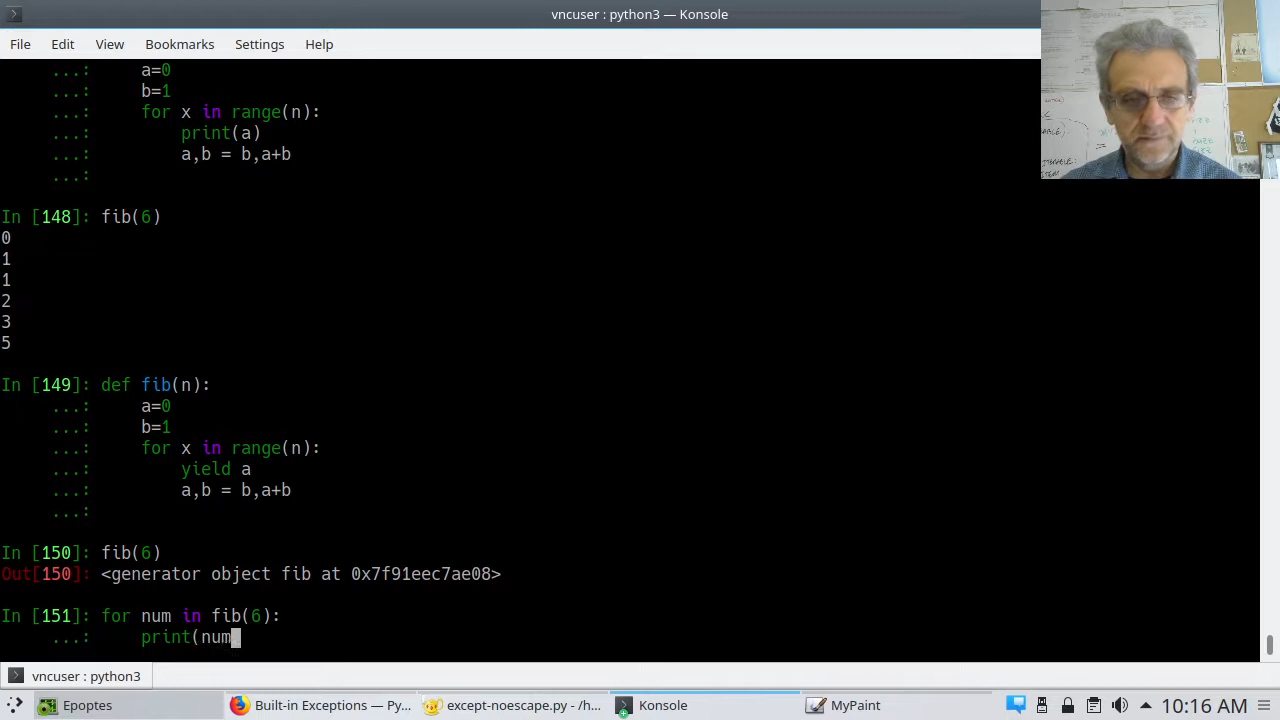 vncuser : python3 — Konsole
File Edit View Bookmarks Settings Help
...: a=0
...: b=1
...: for x in range(n):
...: print(a)
...: a,b = b,a+b
...:
In [148]: fib(6)
0
1
1
2
3
5
In [149]: def fib(n):
...: a=0
...: b=1
...: for x in range(n):
...: yield a
...: a,b = b,a+b
...:
In [150]: fib(6)
Out[150]: <generator object fib at 0x7f91eec7ae08>
In [151]: for num in fib(6):
...: print(num
vncuser : python3
Epoptes
Built-in Exceptions — Py...
except-noescape.py - /h...
Konsole
MyPaint
10:16 AM